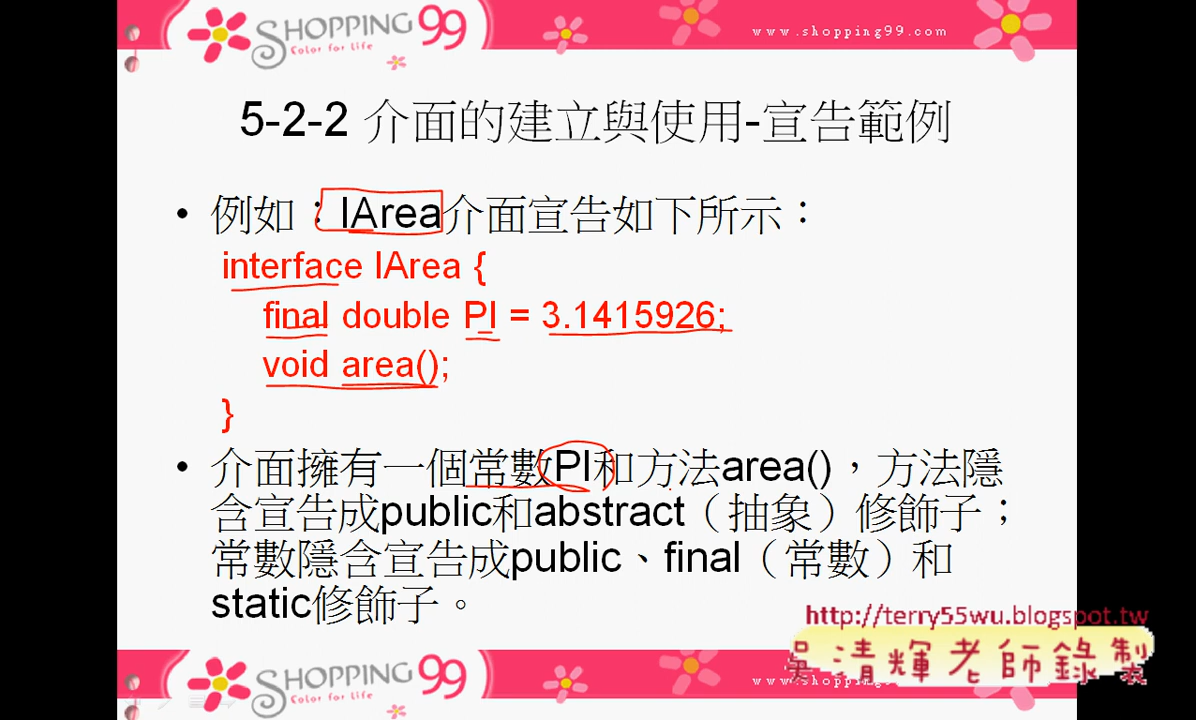 SHOPPING 99
Color for Life
www.shopping99.com
5-2-2 介面的建立與使用-宣告範例
• 例如：IArea介面宣告如下所示：
interface IArea {
final double PI = 3.1415926;
void area();
}
• 介面擁有一個常數PI和方法area()，方法隱
含宣告成public和abstract（抽象）修飾子；
常數隱含宣告成public、final（常數）和
static修飾子。
http://terry55wu.blogspot.tw
吳清輝老師錄製
SHOPPING 99
Color for Life